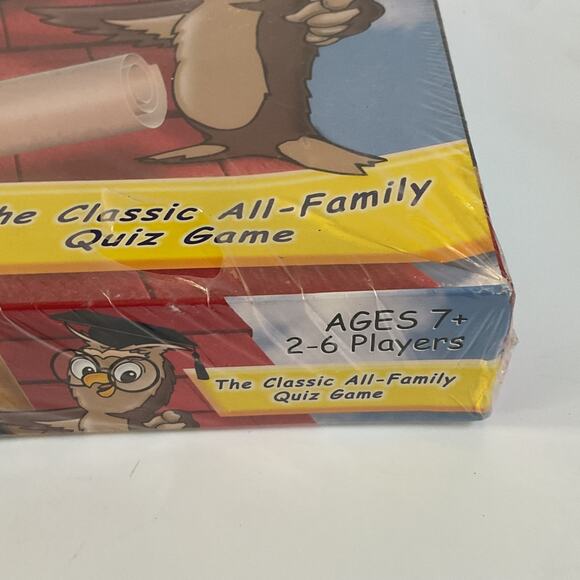 he Classic All-Family
Quiz Game
AGES 7+
2-6 Players
The Classic All-Family
Quiz Game